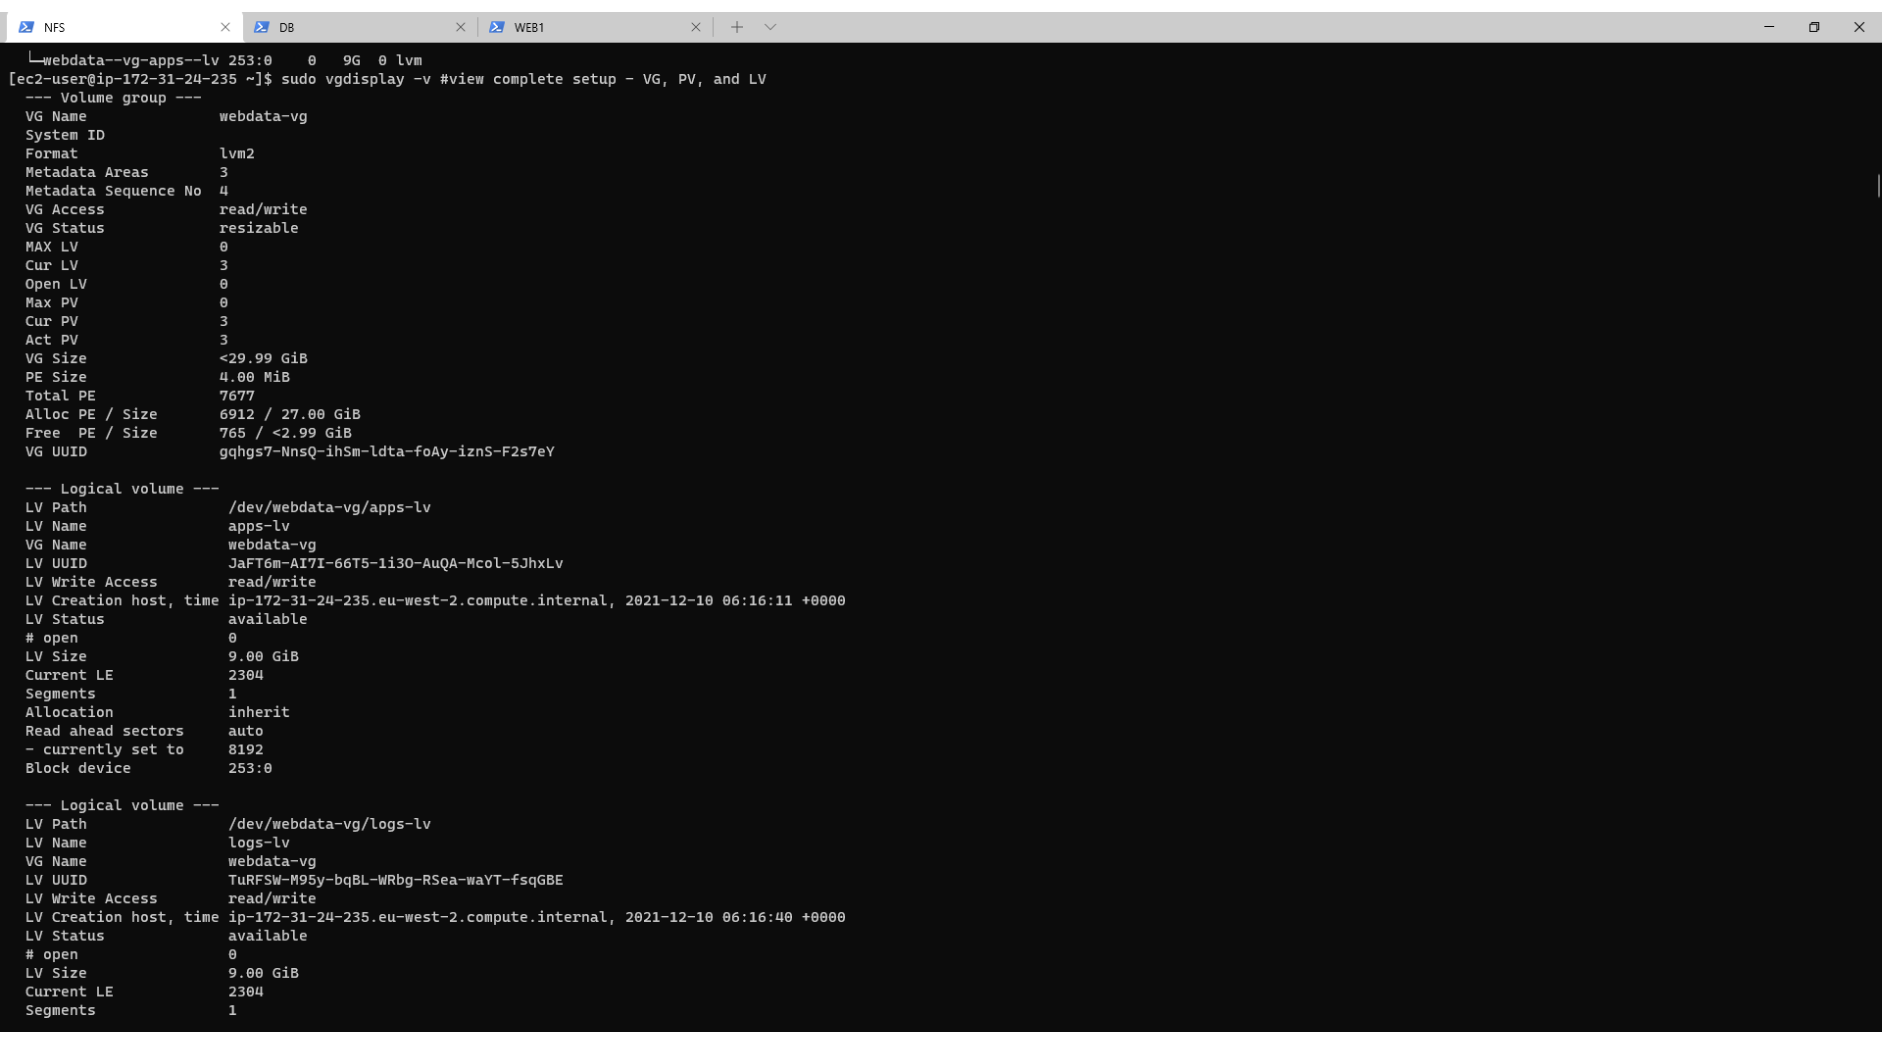 NFS DB WEB1
└─webdata--vg-apps--lv 253:0    0   9G  0 lvm
[ec2-user@ip-172-31-24-235 ~]$ sudo vgdisplay -v #view complete setup - VG, PV, and LV
  --- Volume group ---
  VG Name               webdata-vg
  System ID
  Format                lvm2
  Metadata Areas        3
  Metadata Sequence No  4
  VG Access             read/write
  VG Status             resizable
  MAX LV                0
  Cur LV                3
  Open LV               0
  Max PV                0
  Cur PV                3
  Act PV                3
  VG Size               <29.99 GiB
  PE Size               4.00 MiB
  Total PE              7677
  Alloc PE / Size       6912 / 27.00 GiB
  Free  PE / Size       765 / <2.99 GiB
  VG UUID               gqhgs7-NnsQ-ihSm-ldta-foAy-iznS-F2s7eY

  --- Logical volume ---
  LV Path                /dev/webdata-vg/apps-lv
  LV Name                apps-lv
  VG Name                webdata-vg
  LV UUID                JaFT6m-AI7I-66T5-1i3O-AuQA-Mcol-5JhxLv
  LV Write Access        read/write
  LV Creation host, time ip-172-31-24-235.eu-west-2.compute.internal, 2021-12-10 06:16:11 +0000
  LV Status              available
  # open                 0
  LV Size                9.00 GiB
  Current LE             2304
  Segments               1
  Allocation             inherit
  Read ahead sectors     auto
  - currently set to     8192
  Block device           253:0

  --- Logical volume ---
  LV Path                /dev/webdata-vg/logs-lv
  LV Name                logs-lv
  VG Name                webdata-vg
  LV UUID                TuRFSW-M95y-bqBL-WRbg-RSea-waYT-fsqGBE
  LV Write Access        read/write
  LV Creation host, time ip-172-31-24-235.eu-west-2.compute.internal, 2021-12-10 06:16:40 +0000
  LV Status              available
  # open                 0
  LV Size                9.00 GiB
  Current LE             2304
  Segments               1